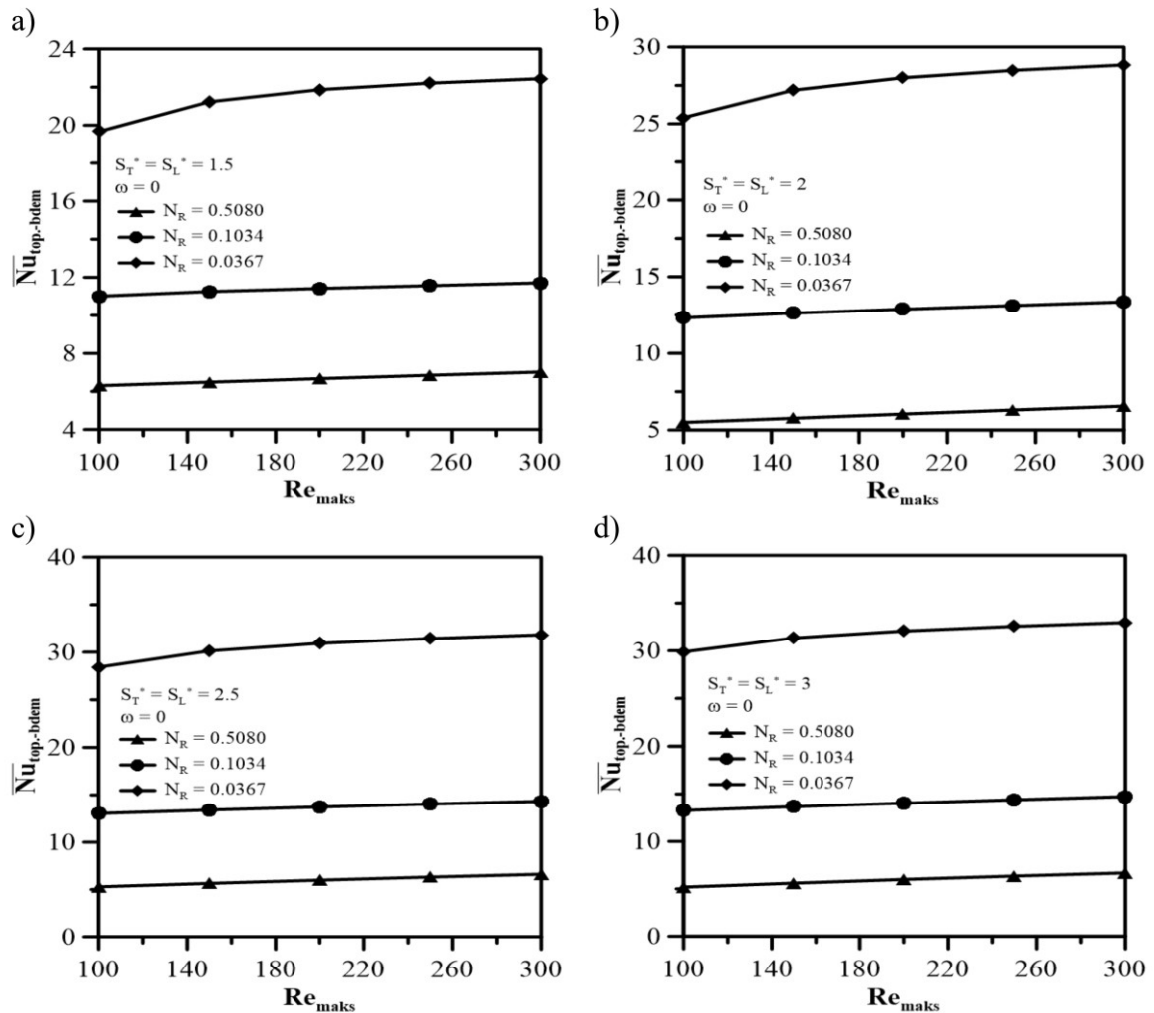 a)
24
20
16
12
8
4
N̅u̅top.-bdem
S_T* = S_L* = 1.5
ω = 0
N_R = 0.5080
N_R = 0.1034
N_R = 0.0367
100 140 180 220 260 300
Re_maks
b)
30
25
20
15
10
5
N̅u̅top.-bdem
S_T* = S_L* = 2
ω = 0
N_R = 0.5080
N_R = 0.1034
N_R = 0.0367
100 140 180 220 260 300
Re_maks
c)
40
30
20
10
0
N̅u̅top.-bdem
S_T* = S_L* = 2.5
ω = 0
N_R = 0.5080
N_R = 0.1034
N_R = 0.0367
100 140 180 220 260 300
Re_maks
d)
40
30
20
10
0
N̅u̅top.-bdem
S_T* = S_L* = 3
ω = 0
N_R = 0.5080
N_R = 0.1034
N_R = 0.0367
100 140 180 220 260 300
Re_maks